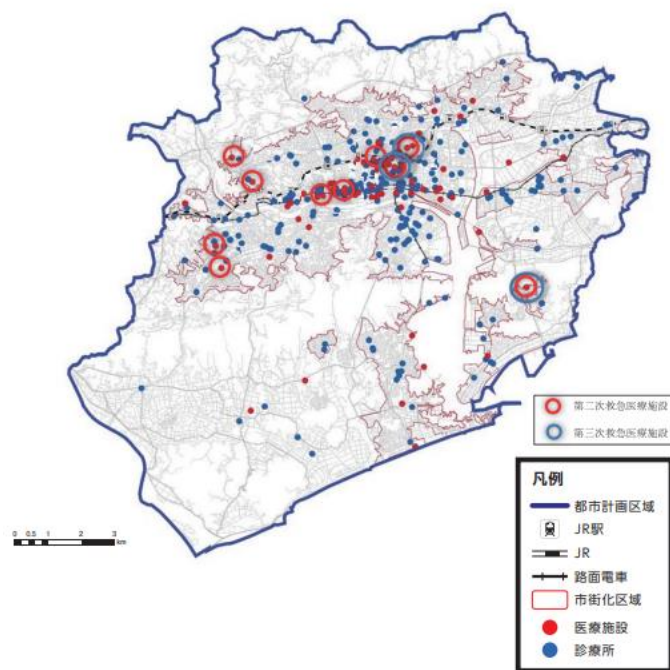 第二次救急医療施設
第三次救急医療施設
凡例
都市計画区域
JR駅
JR
路面電車
市街化区域
医療施設
診療所
0 0.5 1 2 3
km